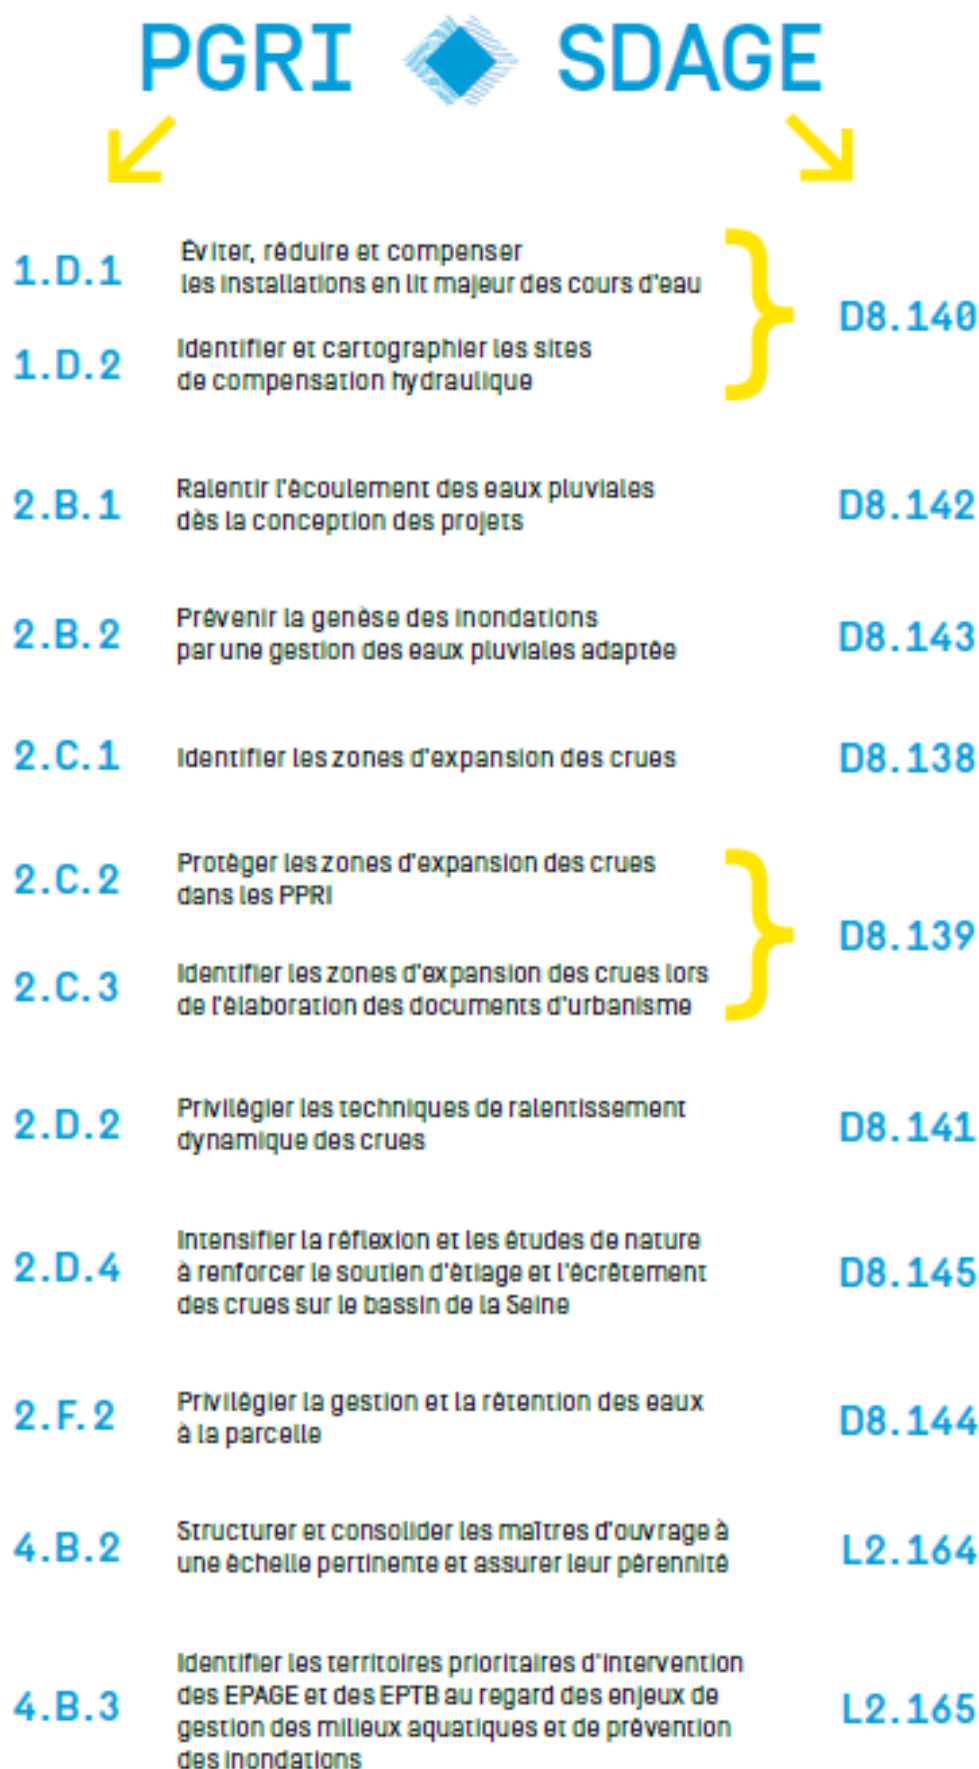 PGRI SDAGE
1.D.1
Éviter, réduire et compenser
les installations en lit majeur des cours d'eau
1.D.2
Identifier et cartographier les sites
de compensation hydraulique
D8.140
2.B.1
Ralentir l'écoulement des eaux pluviales
dès la conception des projets
D8.142
2.B.2
Prévenir la genèse des inondations
par une gestion des eaux pluviales adaptée
D8.143
2.C.1
Identifier les zones d'expansion des crues
D8.138
2.C.2
Protéger les zones d'expansion des crues
dans les PPRI
2.C.3
Identifier les zones d'expansion des crues lors
de l'élaboration des documents d'urbanisme
D8.139
2.D.2
Privilégier les techniques de ralentissement
dynamique des crues
D8.141
2.D.4
Intensifier la réflexion et les études de nature
à renforcer le soutien d'étiage et l'écrêtement
des crues sur le bassin de la Seine
D8.145
2.F.2
Privilégier la gestion et la rétention des eaux
à la parcelle
D8.144
4.B.2
Structurer et consolider les maîtres d'ouvrage à
une échelle pertinente et assurer leur pérennité
L2.164
4.B.3
Identifier les territoires prioritaires d'intervention
des EPAGE et des EPTB au regard des enjeux de
gestion des milieux aquatiques et de prévention
des inondations
L2.165